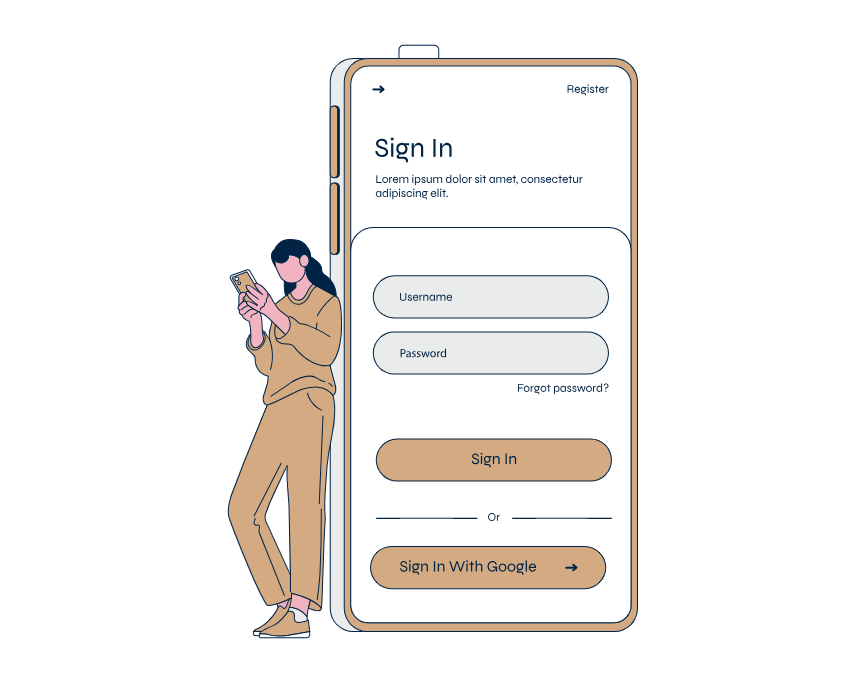 Register
Sign In
Lorem ipsum dolor sit amet, consectetur
adipiscing elit.
Username
Password
Forgot password?
Sign In
Or
Sign In With Google